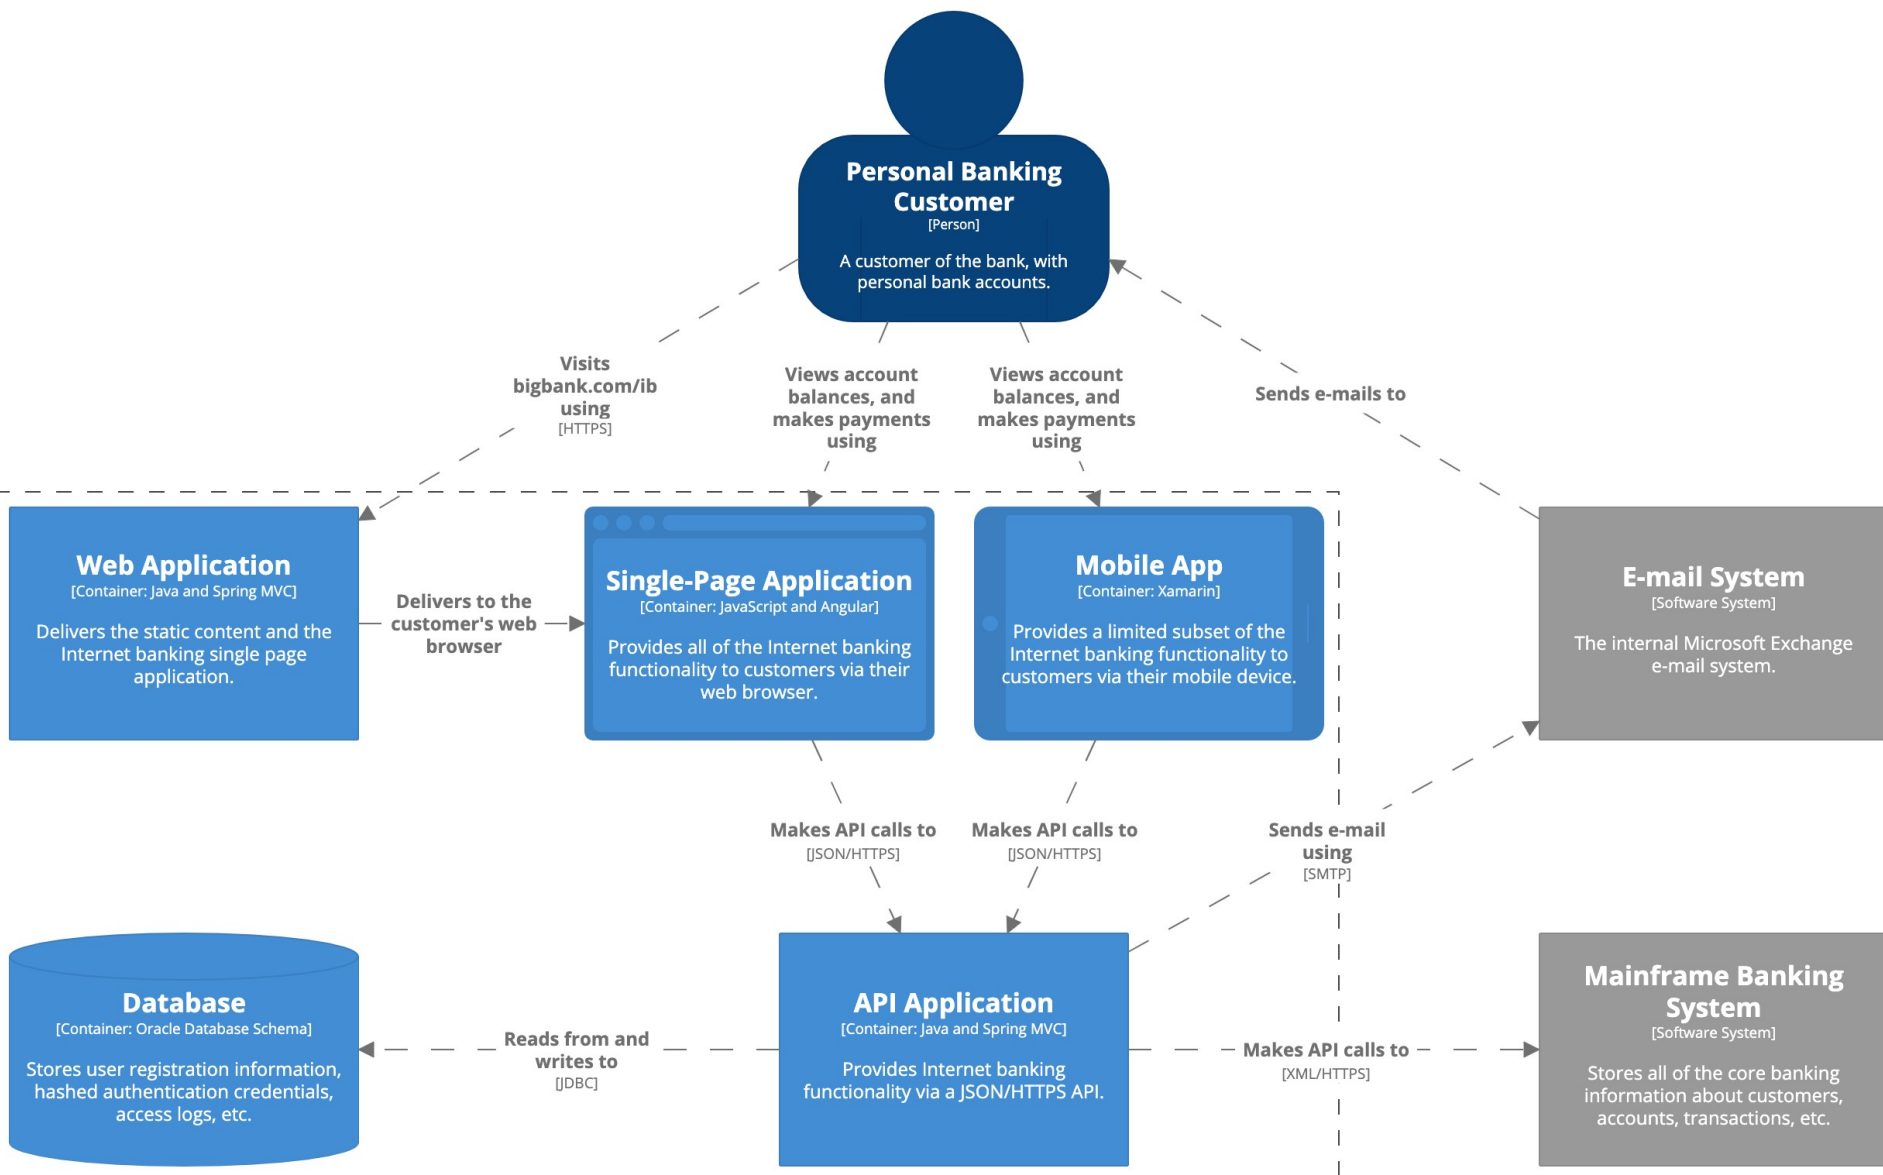 Personal Banking
Customer
[Person]
A customer of the bank, with
personal bank accounts.
Visits
bigbank.com/ib
using
[HTTPS]
Views account
balances, and
makes payments
using
Views account
balances, and
makes payments
using
Sends e-mails to
Web Application
[Container: Java and Spring MVC]
Delivers the static content and the
Internet banking single page
application.
Delivers to the
customer's web
browser
Single-Page Application
[Container: JavaScript and Angular]
Provides all of the Internet banking
functionality to customers via their
web browser.
Mobile App
[Container: Xamarin]
Provides a limited subset of the
Internet banking functionality to
customers via their mobile device.
E-mail System
[Software System]
The internal Microsoft Exchange
e-mail system.
Makes API calls to
[JSON/HTTPS]
Makes API calls to
[JSON/HTTPS]
Sends e-mail
using
[SMTP]
Database
[Container: Oracle Database Schema]
Stores user registration information,
hashed authentication credentials,
access logs, etc.
Reads from and
writes to
[JDBC]
API Application
[Container: Java and Spring MVC]
Provides Internet banking
functionality via a JSON/HTTPS API.
Makes API calls to
[XML/HTTPS]
Mainframe Banking
System
[Software System]
Stores all of the core banking
information about customers,
accounts, transactions, etc.